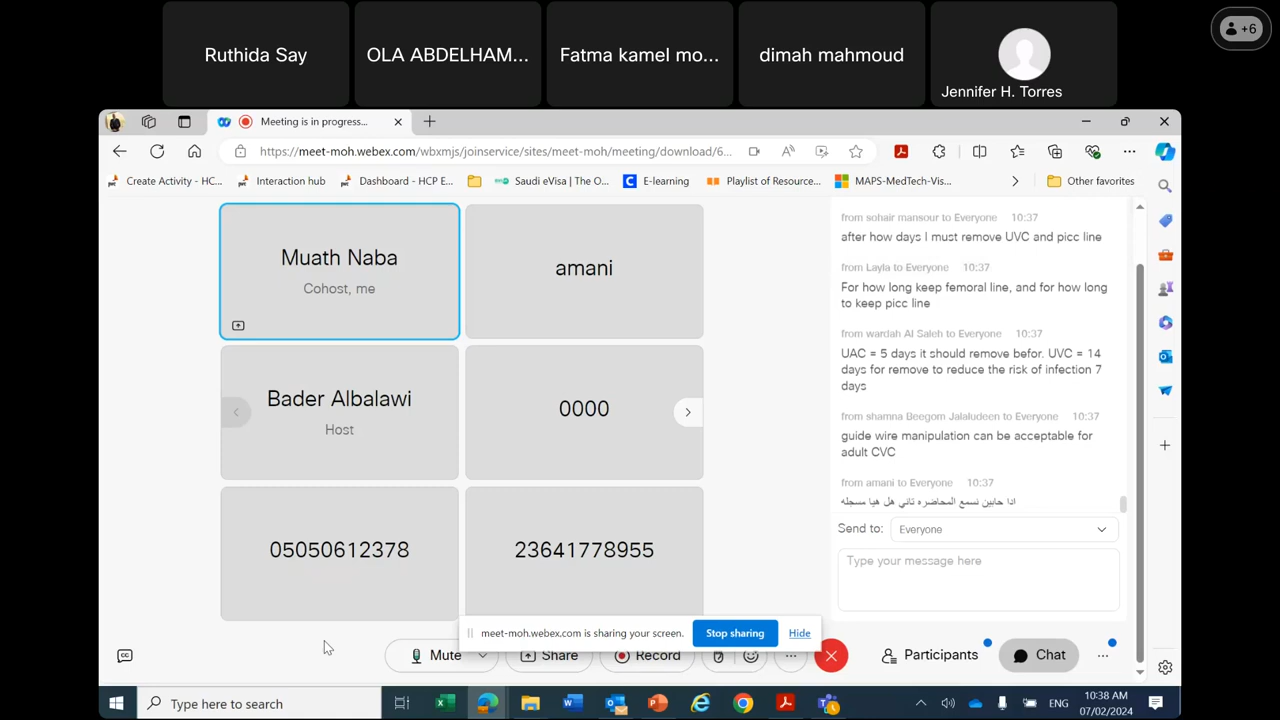 Ruthida Say
OLA ABDELHAM...
Fatma kamel mo...
dimah mahmoud
Jennifer H. Torres
+6
Meeting is in progress...
https://meet-moh.webex.com/wbxmjs/joinservice/sites/meet-moh/meeting/download/6...
Create Activity - HC...
Interaction hub
Dashboard - HCP E...
Saudi eVisa | The O...
E-learning
Playlist of Resource...
MAPS-MedTech-Vis...
Other favorites
Muath Naba
Cohost, me
amani
Bader Albalawi
Host
0000
05050612378
23641778955
from sohair mansour to Everyone 10:37
after how days I must remove UVC and picc line
from Layla to Everyone 10:37
For how long keep femoral line, and for how long
to keep picc line
from wardah Al Saleh to Everyone 10:37
UAC = 5 days it should remove befor. UVC = 14
days for remove to reduce the risk of infection 7
days
from shamna Beegom Jalaludeen to Everyone 10:37
guide wire manipulation can be acceptable for
adult CVC
from amani to Everyone 10:37
اذا حابين نسمع المحاضره تاني هل هيا مسجله
Send to: Everyone
Type your message here
meet-moh.webex.com is sharing your screen. Stop sharing Hide
Mute
Share
Record
Participants
Chat
Type here to search
ENG
10:38 AM
07/02/2024